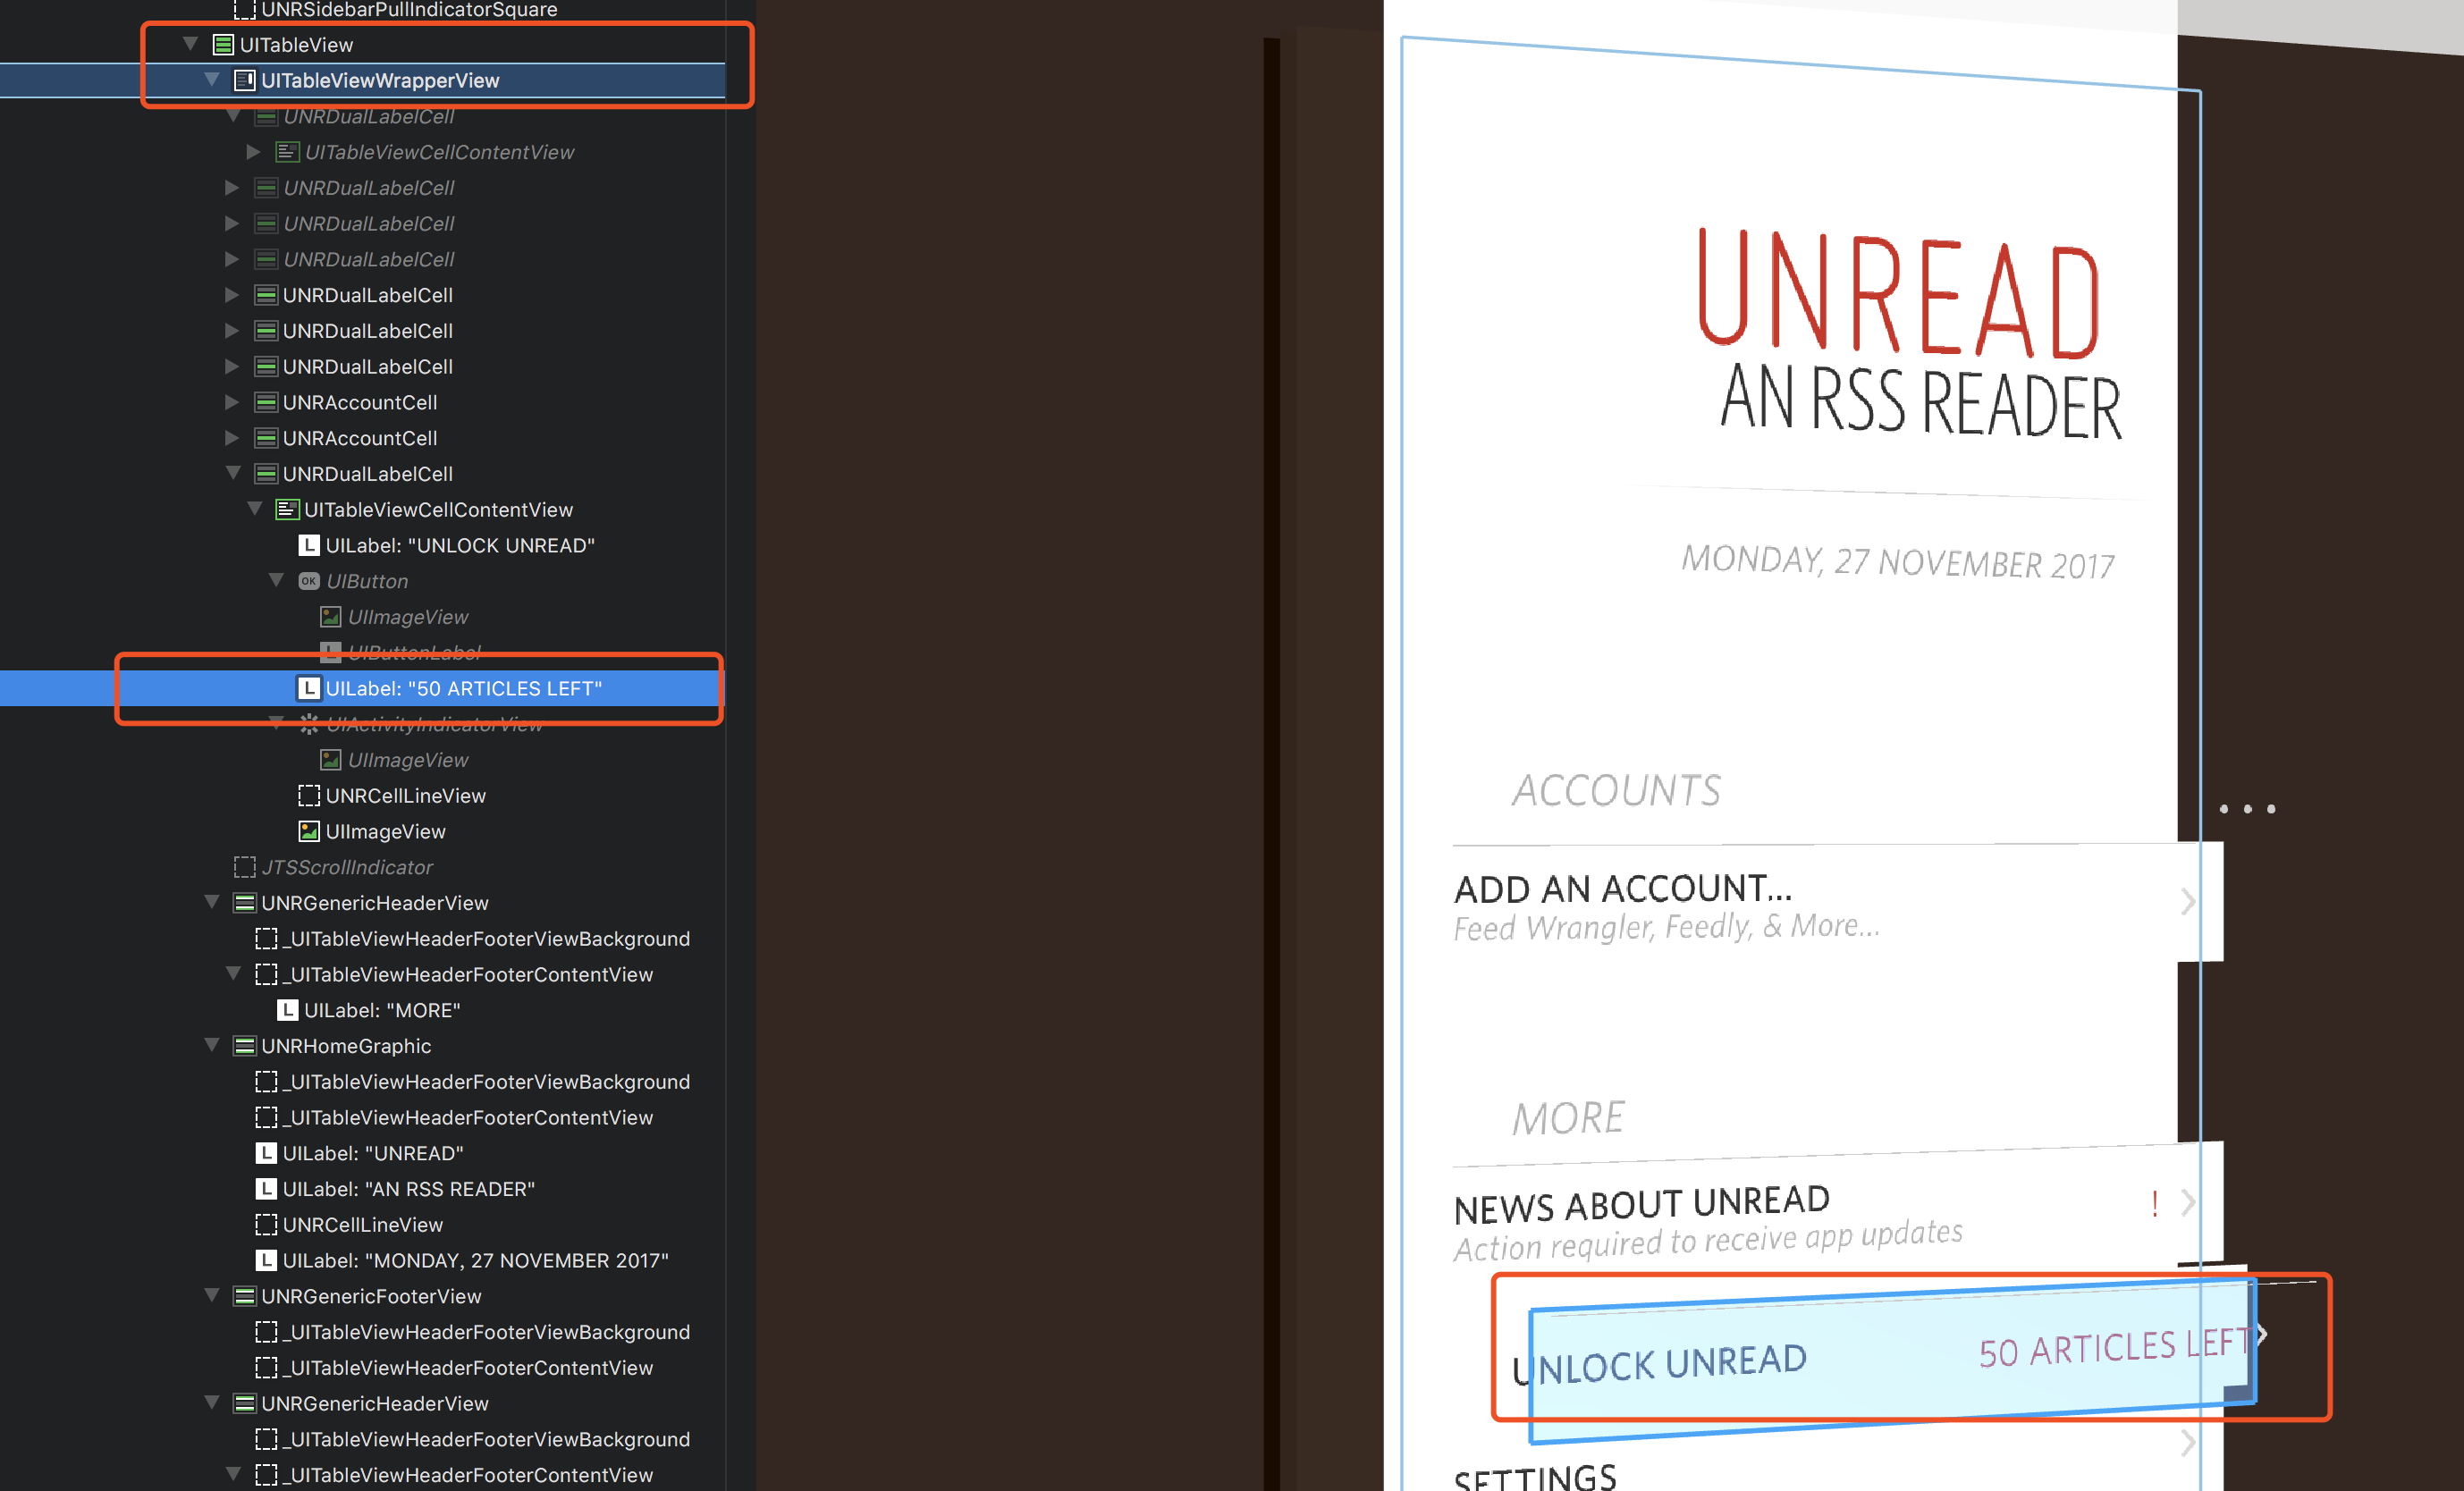 UNRSidebarPullIndicatorSquare
UITableView
UITableViewWrapperView
UNRDualLabelCell
UITableViewCellContentView
UNRDualLabelCell
UNRDualLabelCell
UNRDualLabelCell
UNRDualLabelCell
UNRDualLabelCell
UNRDualLabelCell
UNRAccountCell
UNRAccountCell
UNRDualLabelCell
UITableViewCellContentView
L UILabel: "UNLOCK UNREAD"
OK UIButton
UIImageView
L UIButtonLabel
L UILabel: "50 ARTICLES LEFT"
UIActivityIndicatorView
UIImageView
UNRCellLineView
UIImageView
JTSScrollIndicator
UNRGenericHeaderView
_UITableViewHeaderFooterViewBackground
_UITableViewHeaderFooterContentView
L UILabel: "MORE"
UNRHomeGraphic
_UITableViewHeaderFooterViewBackground
_UITableViewHeaderFooterContentView
L UILabel: "UNREAD"
L UILabel: "AN RSS READER"
UNRCellLineView
L UILabel: "MONDAY, 27 NOVEMBER 2017"
UNRGenericFooterView
_UITableViewHeaderFooterViewBackground
_UITableViewHeaderFooterContentView
UNRGenericHeaderView
_UITableViewHeaderFooterViewBackground
_UITableViewHeaderFooterContentView
UNREAD
AN RSS READER
MONDAY, 27 NOVEMBER 2017
ACCOUNTS
ADD AN ACCOUNT...
Feed Wrangler, Feedly, & More...
MORE
NEWS ABOUT UNREAD !
Action required to receive app updates
UNLOCK UNREAD 50 ARTICLES LEFT
SETTINGS